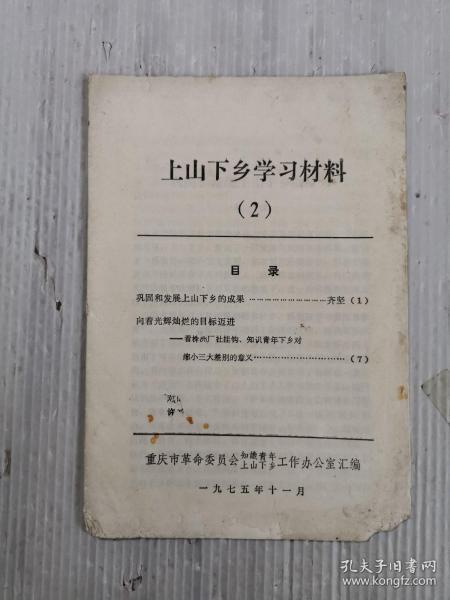 上山下乡学习材料
(2)
目录
巩固和发展上山下乡的成果…………………齐坚(1)
向着光辉灿烂的目标迈进
——看株洲厂社挂钩、知识青年下乡对
缩小三大差别的意义…………………(7)
重庆市革命委员会知识青年上山下乡工作办公室汇编
一九七五年十一月
孔夫子旧书网
www.kongfz.com